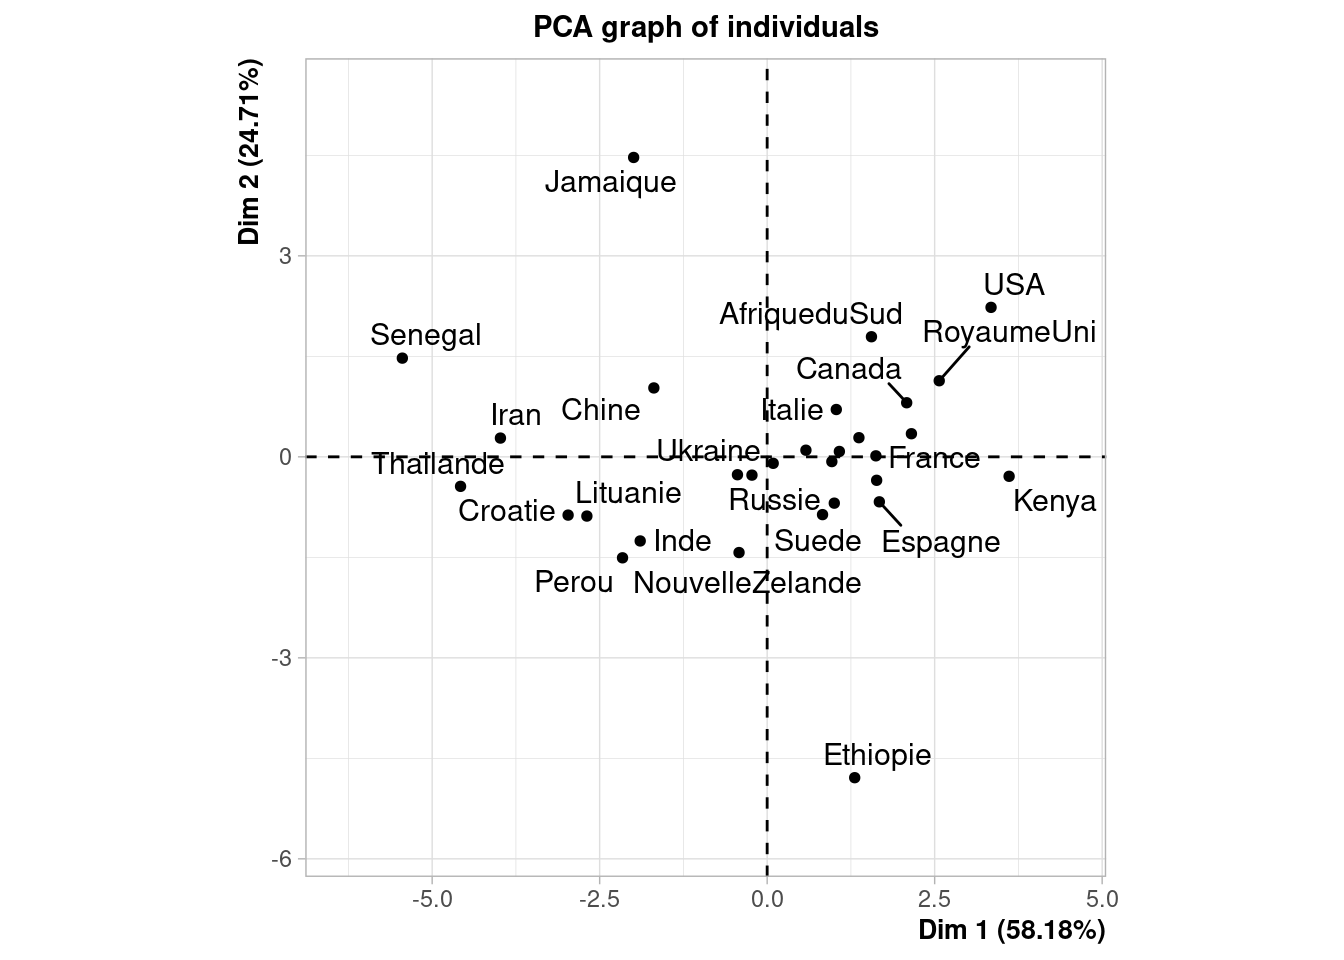 PCA graph of individuals
Dim 2 (24.71%)
Jamaique
3
USA
AfriqueduSud
RoyaumeUni
Senegal
Canada
Chine
Italie
Iran
Ukraine
0
Thailande
France
Lituanie
Russie
Kenya
Croatie
Inde
Suede
Espagne
Perou
NouvelleZelande
-3
Ethiopie
-6
-5.0
-2.5
0.0
2.5
5.0
Dim 1 (58.18%)